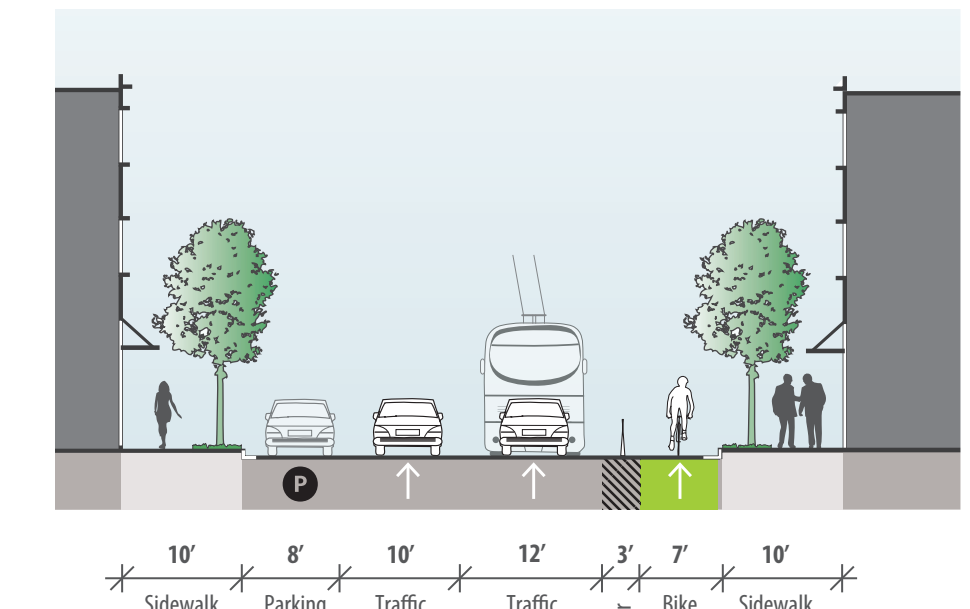 P
10’ 8’ 10’ 12’ 3’ 7’ 10’
Sidewalk Parking Traffic Traffic Bike Sidewalk